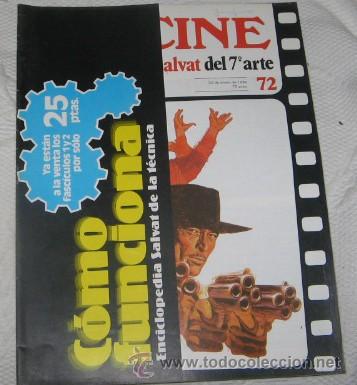 CINE
alvat del 7º arte
72
Ya están
a la venta los
fascículos 1 y 2
por sólo
25
ptas.
Cómo
funciona
Enciclopedia Salvat de la técnica
www.todocoleccion.net